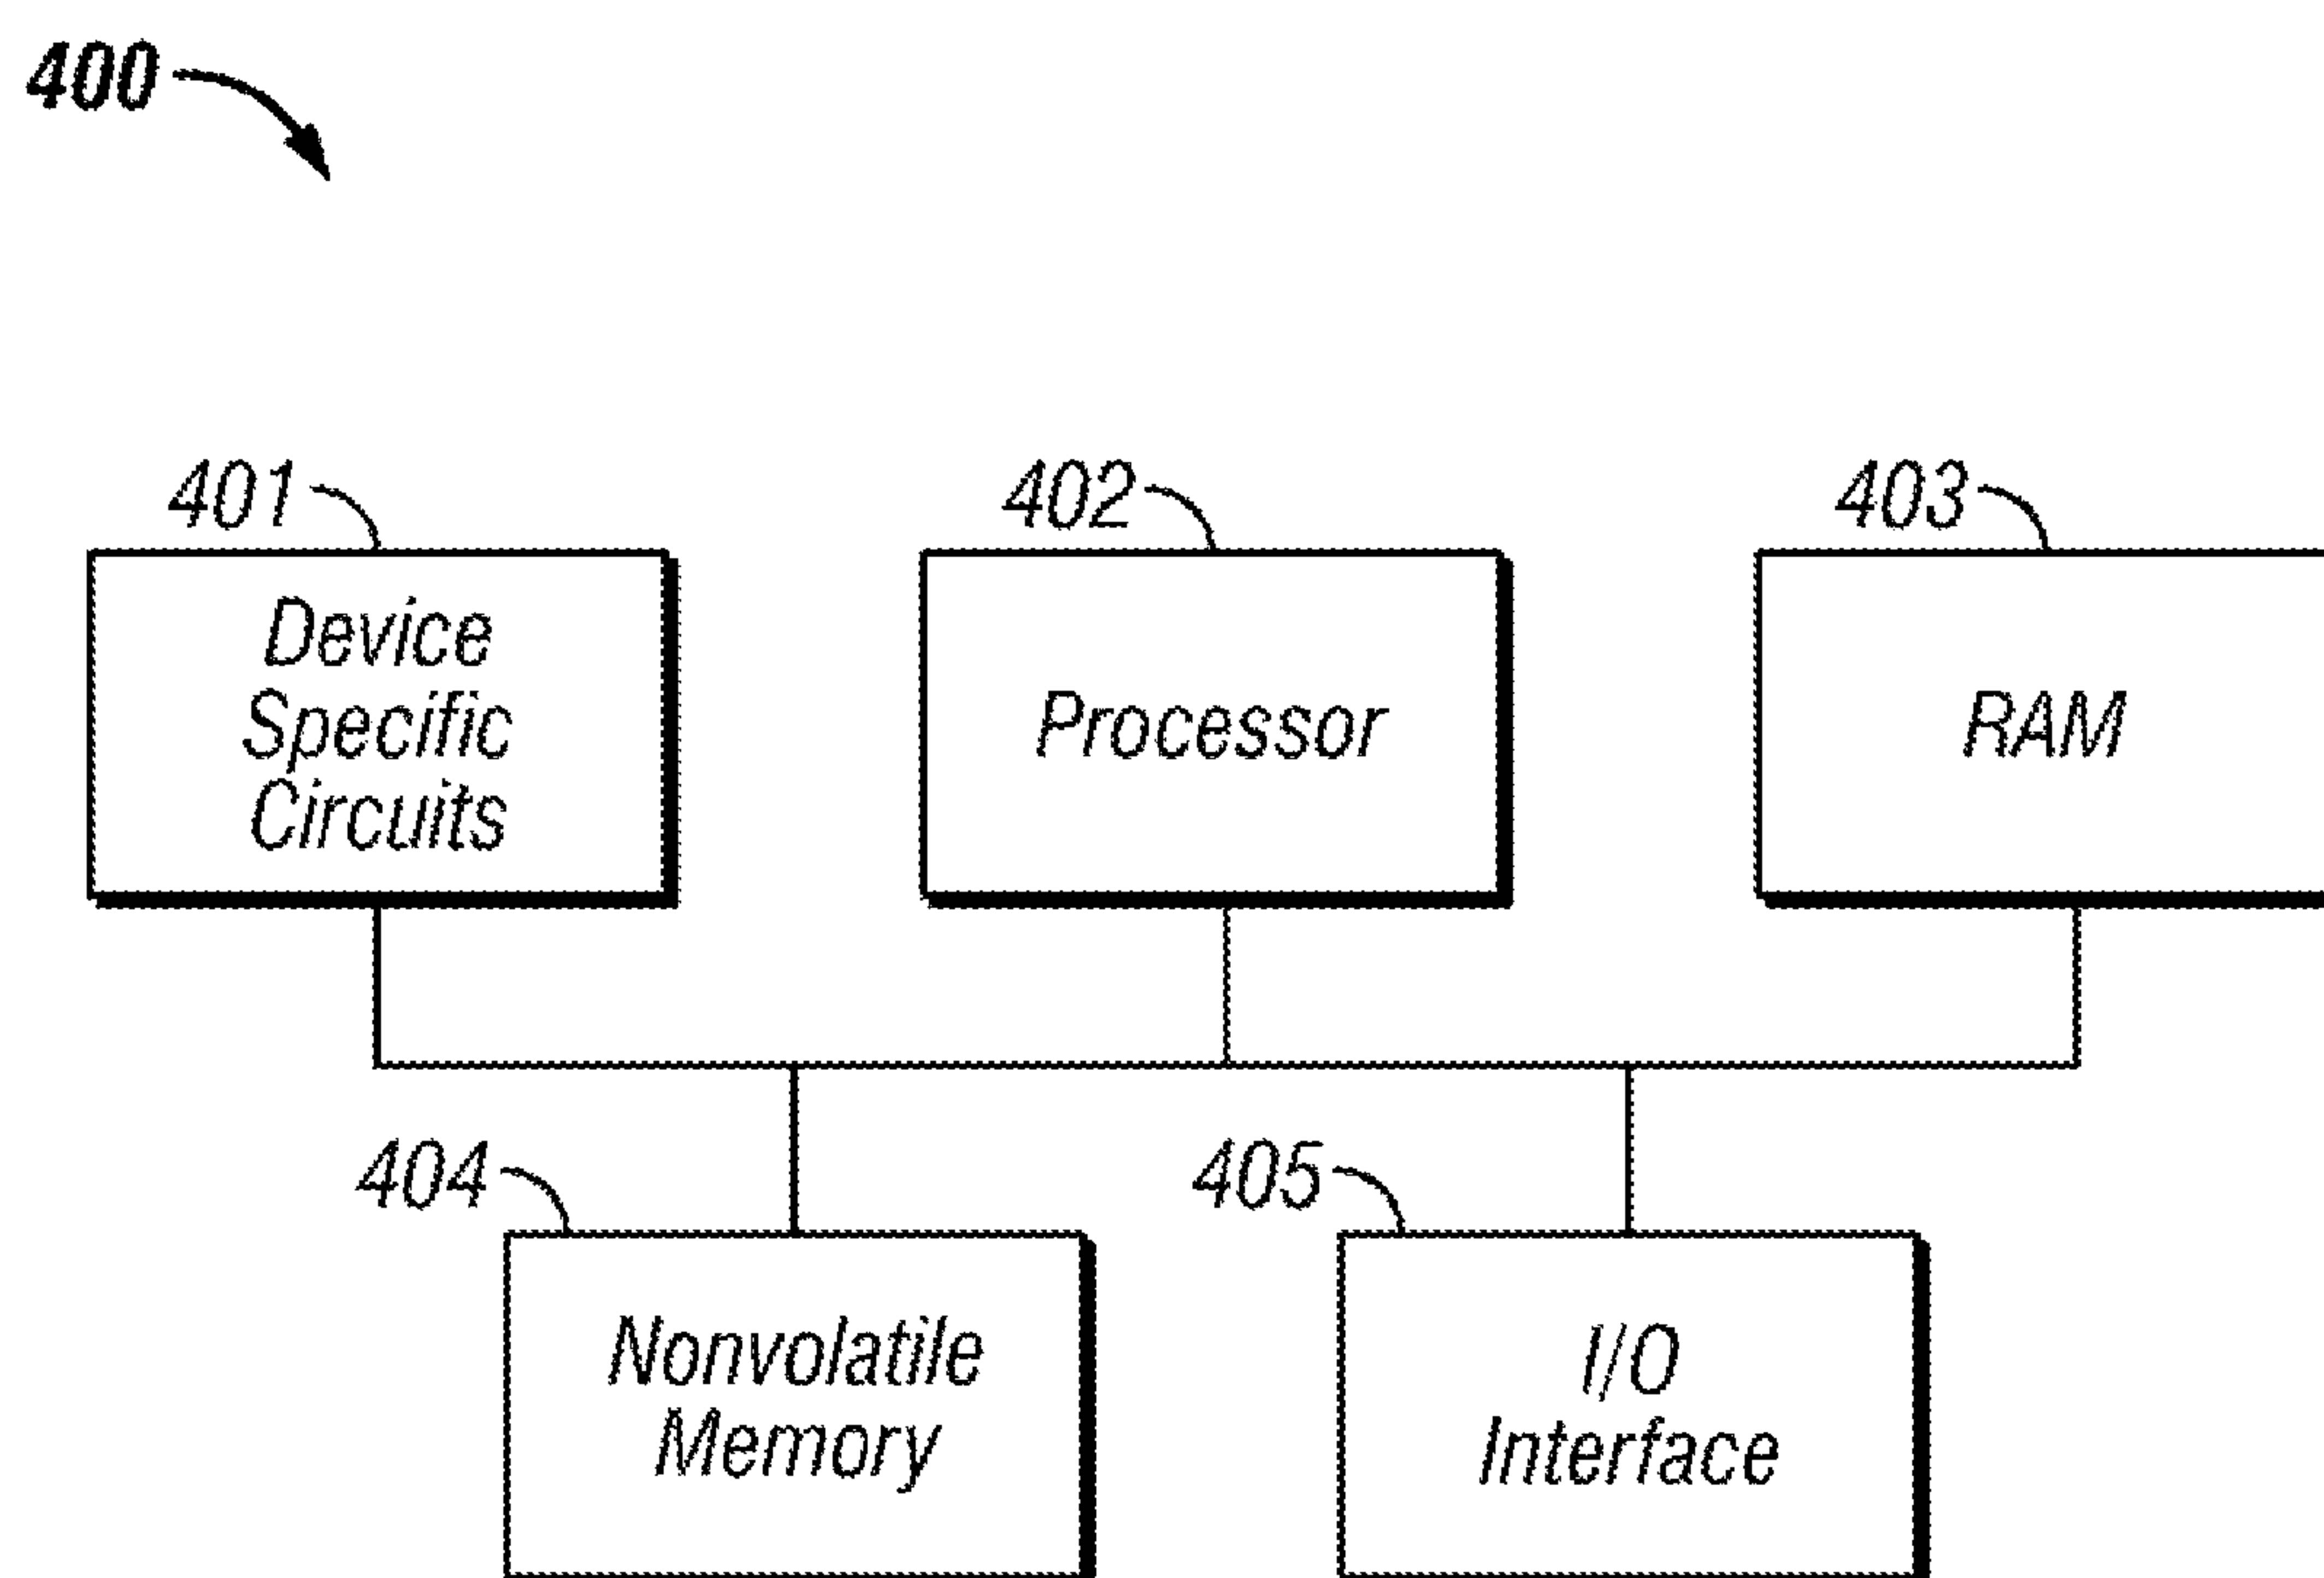 400
401
402
403
Device
Specific
Circuits
Processor
RAM
404
405
Nonvolatile
Memory
I/O
Interface